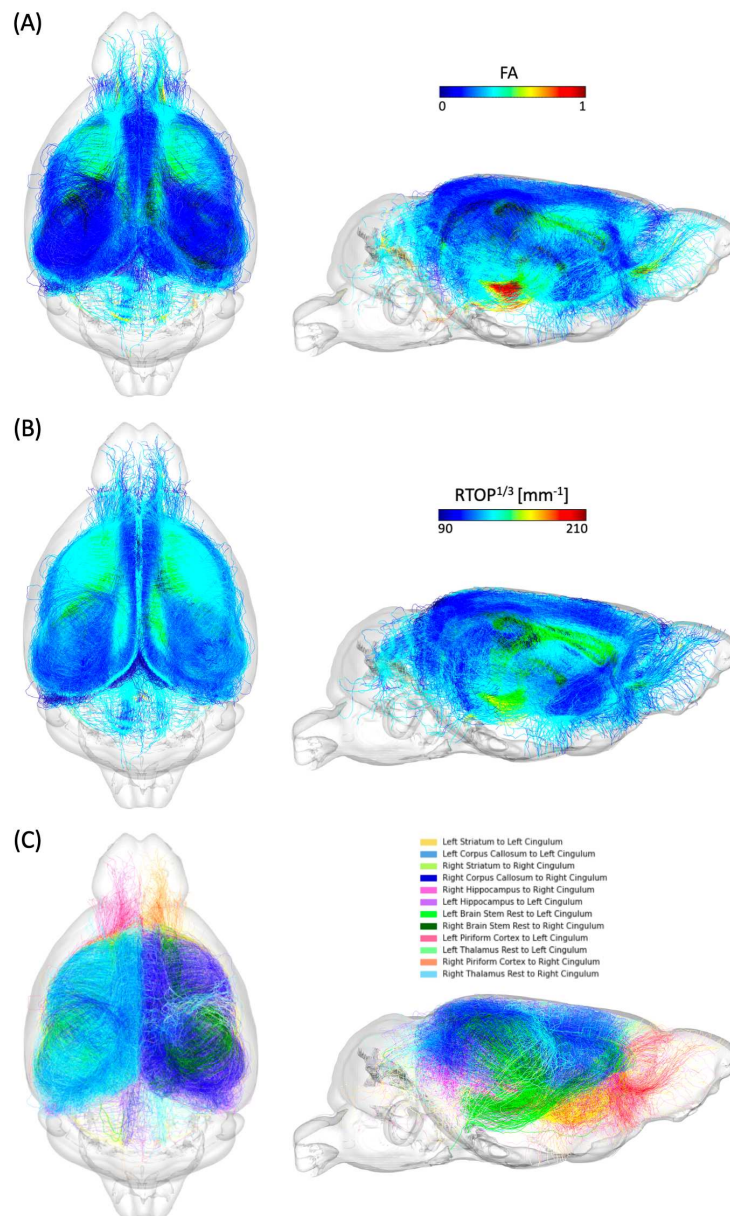 (A)
FA
0 1
(B)
RTOP1/3 [mm-1]
90 210
(C)
Left Striatum to Left Cingulum
Left Corpus Callosum to Left Cingulum
Right Striatum to Right Cingulum
Right Corpus Callosum to Right Cingulum
Right Hippocampus to Right Cingulum
Left Hippocampus to Left Cingulum
Left Brain Stem Rest to Left Cingulum
Right Brain Stem Rest to Right Cingulum
Left Piriform Cortex to Left Cingulum
Left Thalamus Rest to Left Cingulum
Right Piriform Cortex to Right Cingulum
Right Thalamus Rest to Right Cingulum